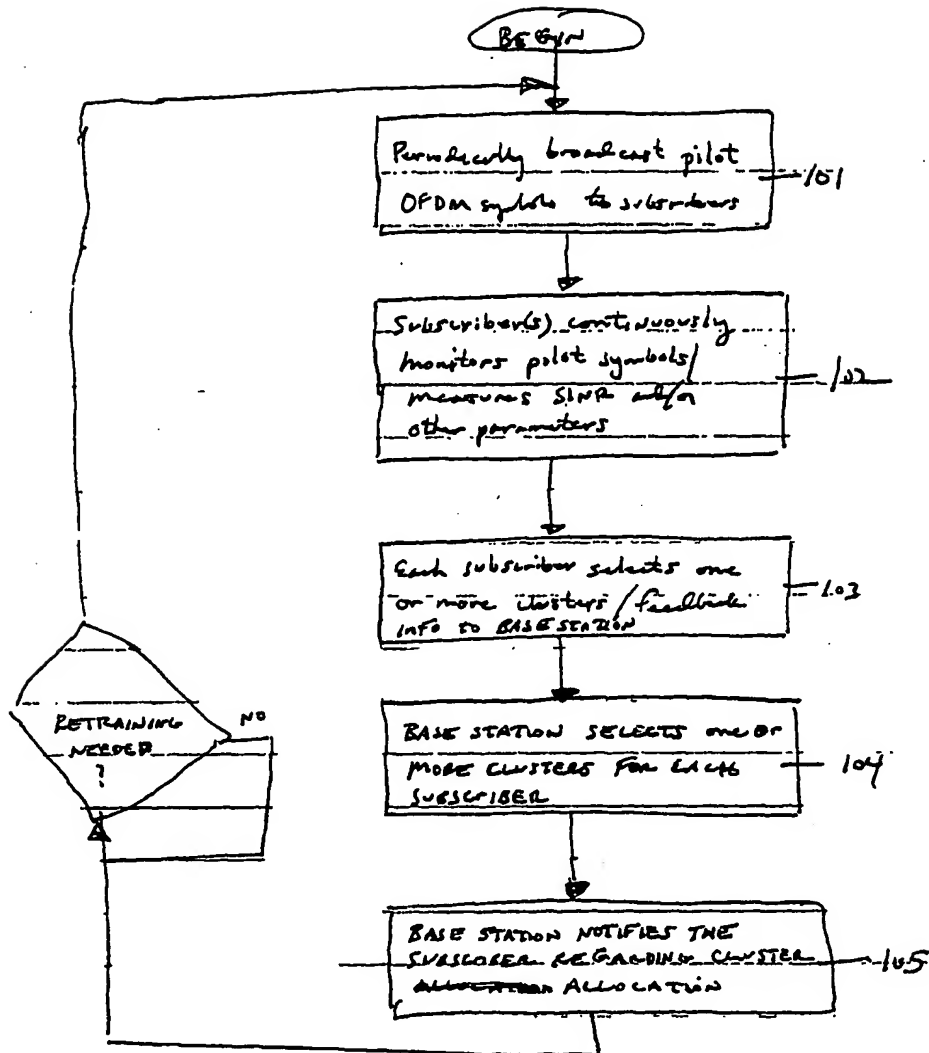 BEGIN
Periodically broadcast pilot
OFDM symbols to subscribers
101
Subscriber(s) continuously
monitors pilot symbols/
measures SINR and/or
other parameters
102
Each subscriber selects one
or more clusters/feedback
info to BASE STATION
103
RETRAINING
NEEDED
?
NO
BASE STATION SELECTS one or
MORE CLUSTERS FOR EACH
SUBSCRIBER
104
BASE STATION NOTIFIES THE
SUBSCRIBER REGARDING CLUSTER
ALLOCATION
105